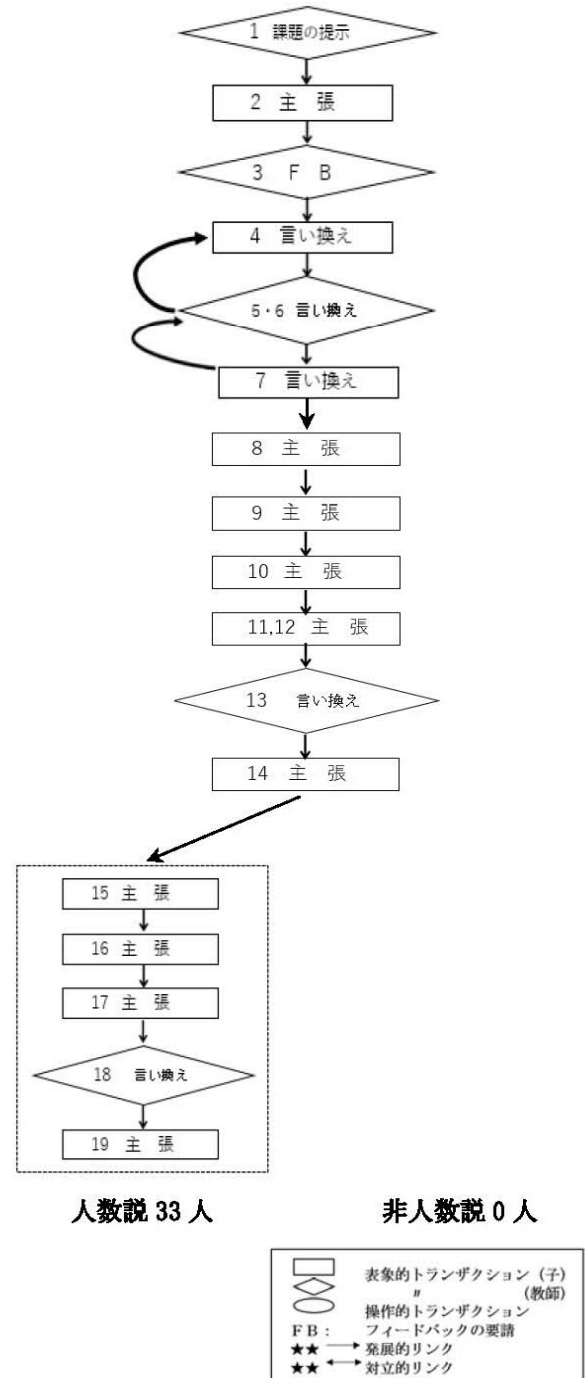 1 課題の提示
2 主 張
3 F B
4 言い換え
5・6 言い換え
7 言い換え
8 主 張
9 主 張
10 主 張
11,12 主 張
13 言い換え
14 主 張
15 主 張
16 主 張
17 主 張
18 言い換え
19 主 張
人数説 33 人 非人数説 0 人
表象的トランザクション (子)
〃 (教師)
操作的トランザクション
FB: フィードバックの要請
★★ 発展的リンク
★★ 対立的リンク